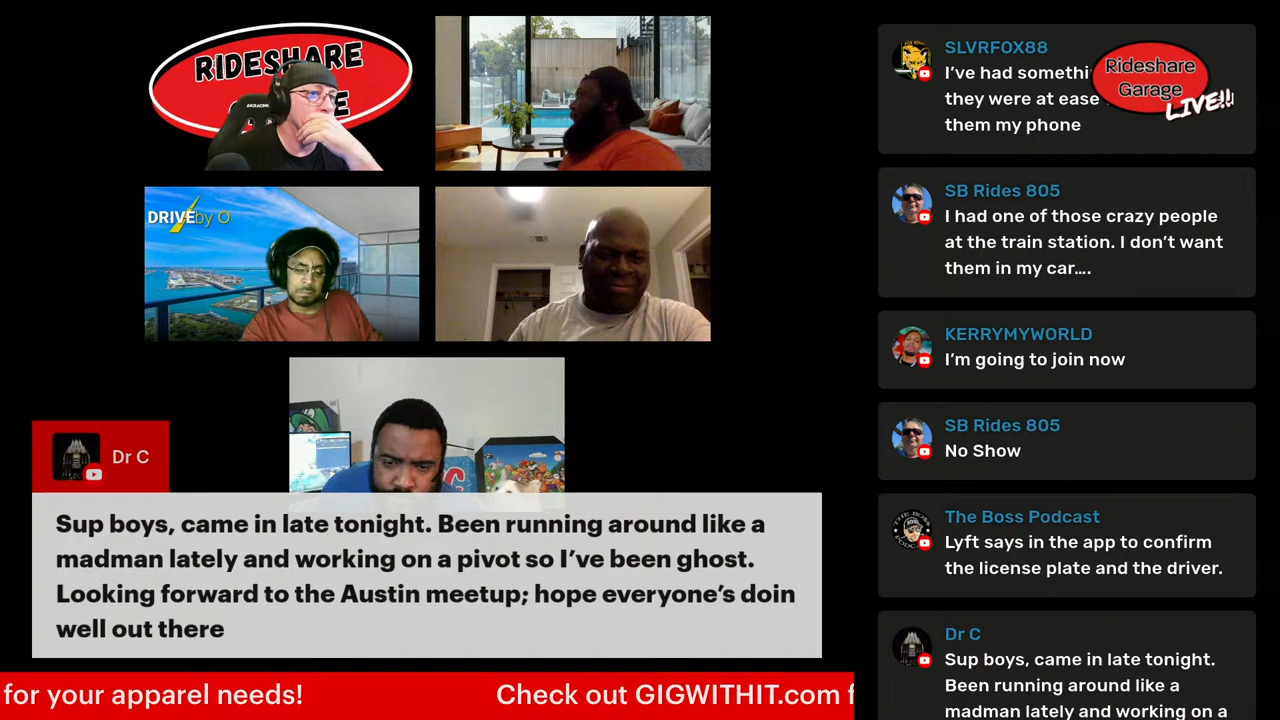 RIDESHARE
DRIVEby O
Dr C
Sup boys, came in late tonight. Been running around like a
madman lately and working on a pivot so I’ve been ghost.
Looking forward to the Austin meetup; hope everyone’s doin
well out there
for your apparel needs!
Check out GIGWITHIT.com f
SLVRFOX88
I’ve had somethi
they were at ease
them my phone
Rideshare
Garage
LIVE!!
SB Rides 805
I had one of those crazy people
at the train station. I don’t want
them in my car....
KERRYMYWORLD
I’m going to join now
SB Rides 805
No Show
The Boss Podcast
Lyft says in the app to confirm
the license plate and the driver.
Dr C
Sup boys, came in late tonight.
Been running around like a
madman lately and working on a